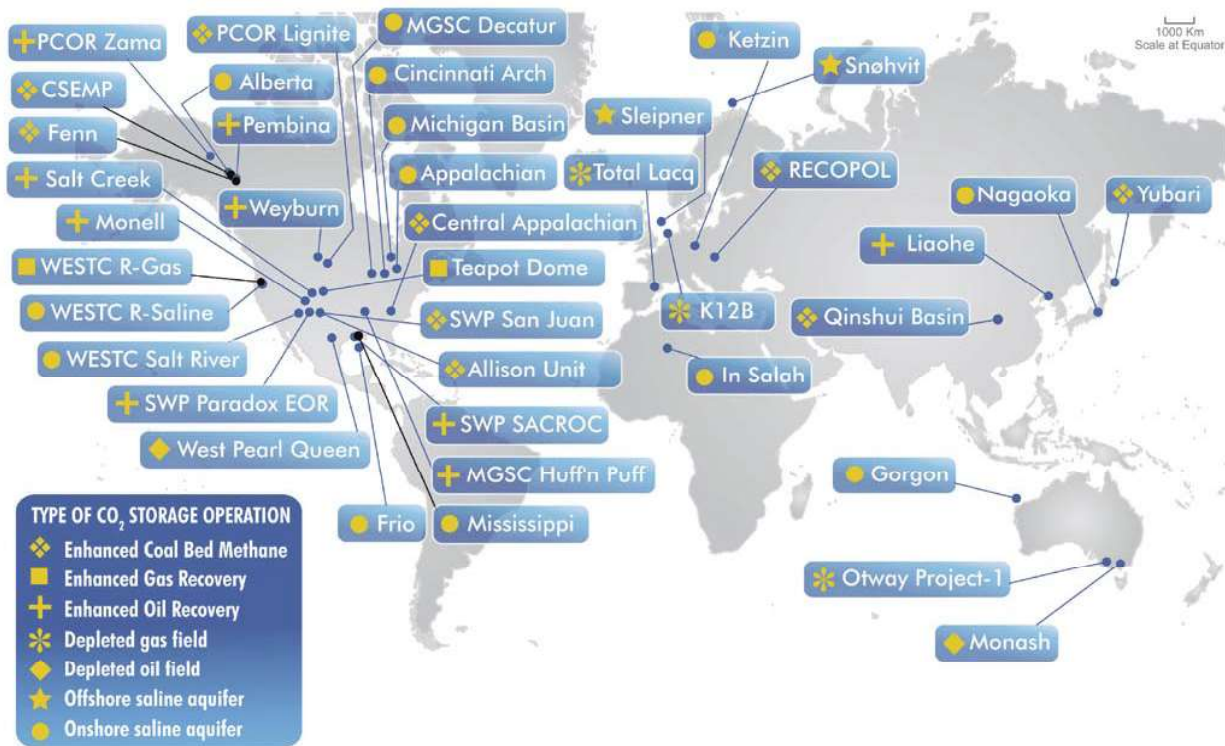 PCOR Zama
PCOR Lignite
MGSC Decatur
Ketzin
1000 Km
Scale at Equator
CSEMP
Alberta
Cincinnati Arch
Snøhvit
Fenn
Pembina
Michigan Basin
Sleipner
Salt Creek
Appalachian
Total Lacq
RECOPOL
Monell
Weyburn
Central Appalachian
Nagaoka
Yubari
WESTC R-Gas
Teapot Dome
Liaohe
WESTC R-Saline
SWP San Juan
K12B
Qinshui Basin
WESTC Salt River
Allison Unit
In Salah
SWP Paradox EOR
SWP SACROC
West Pearl Queen
MGSC Huff'n Puff
Gorgon
Frio
Mississippi
Otway Project-1
Monash
TYPE OF CO₂ STORAGE OPERATION
Enhanced Coal Bed Methane
Enhanced Gas Recovery
Enhanced Oil Recovery
Depleted gas field
Depleted oil field
Offshore saline aquifer
Onshore saline aquifer